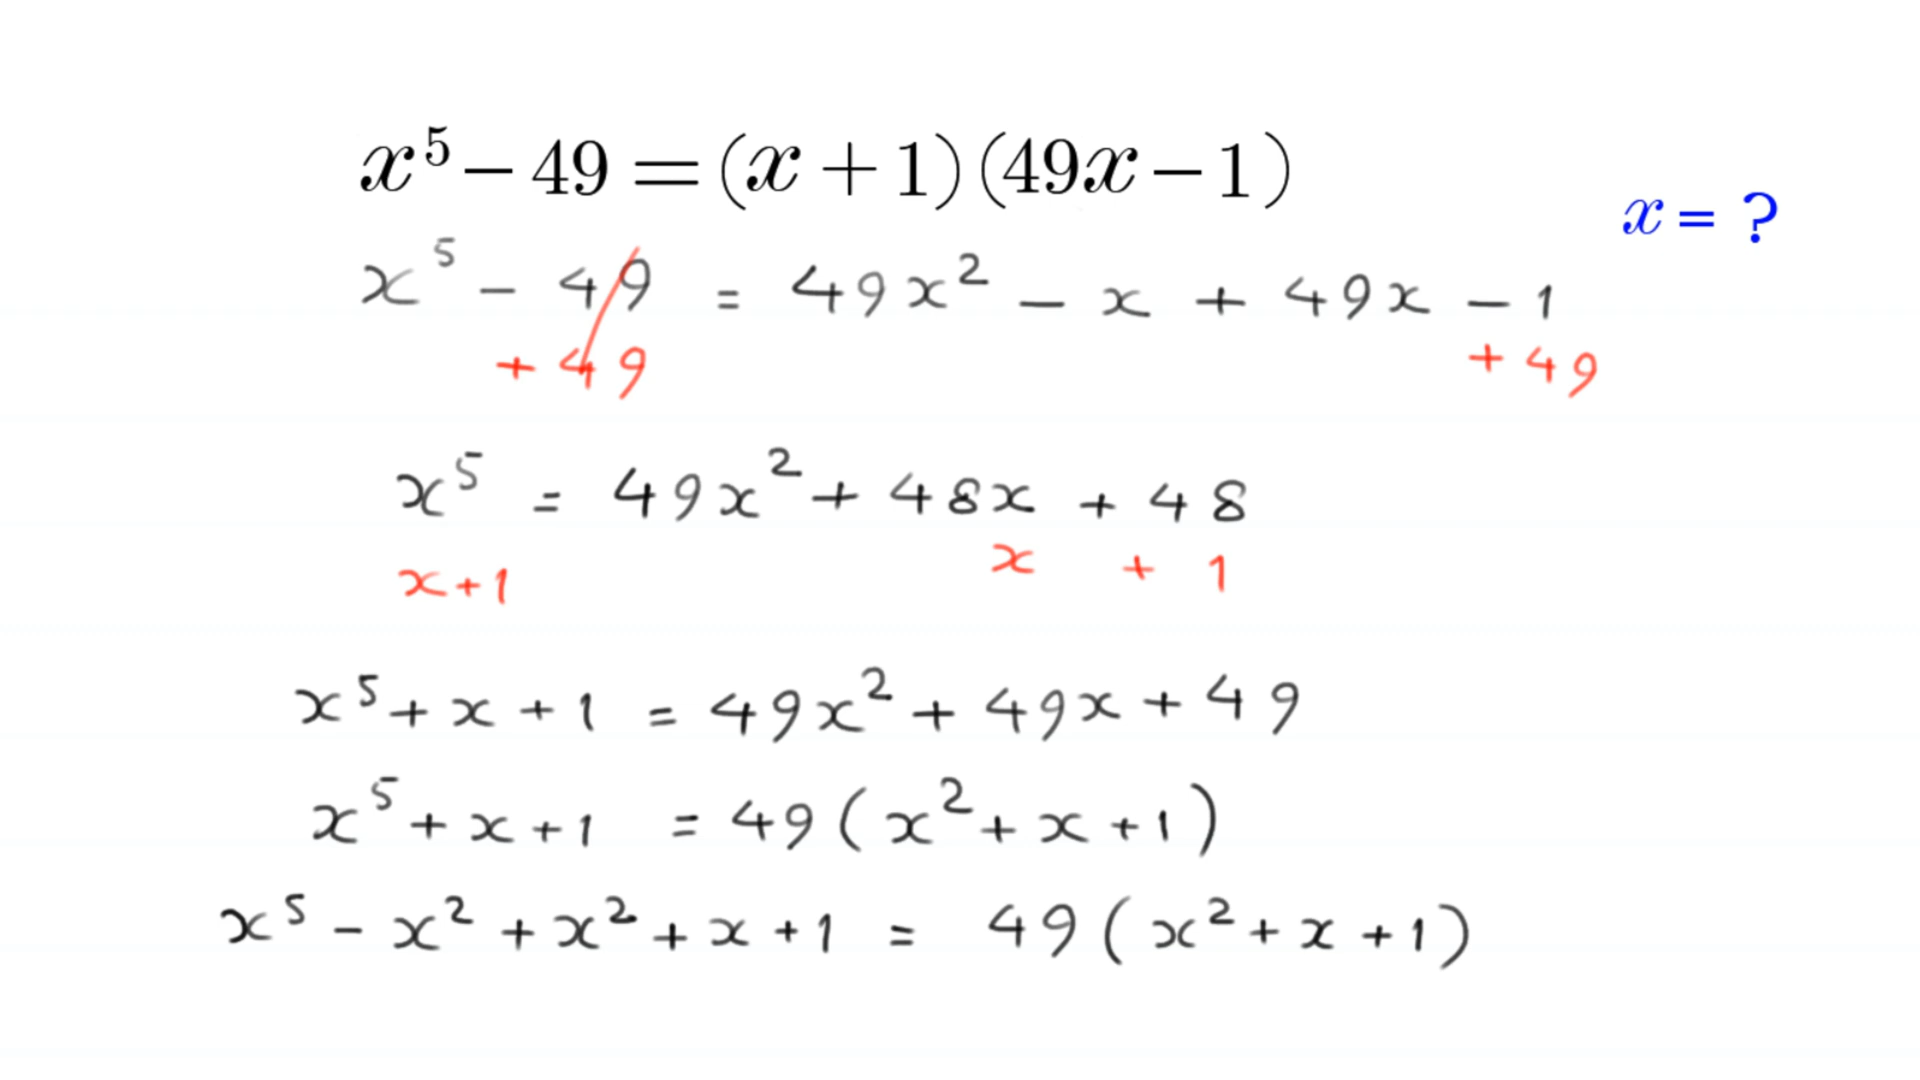 x⁵ − 49 = (x + 1)(49x − 1)
x = ?
x⁵ − 49 = 49x² − x + 49x − 1
+ 49 + 49
x⁵ = 49x² + 48x + 48
x + 1 x + 1
x⁵ + x + 1 = 49x² + 49x + 49
x⁵ + x + 1 = 49(x² + x + 1)
x⁵ − x² + x² + x + 1 = 49(x² + x + 1)